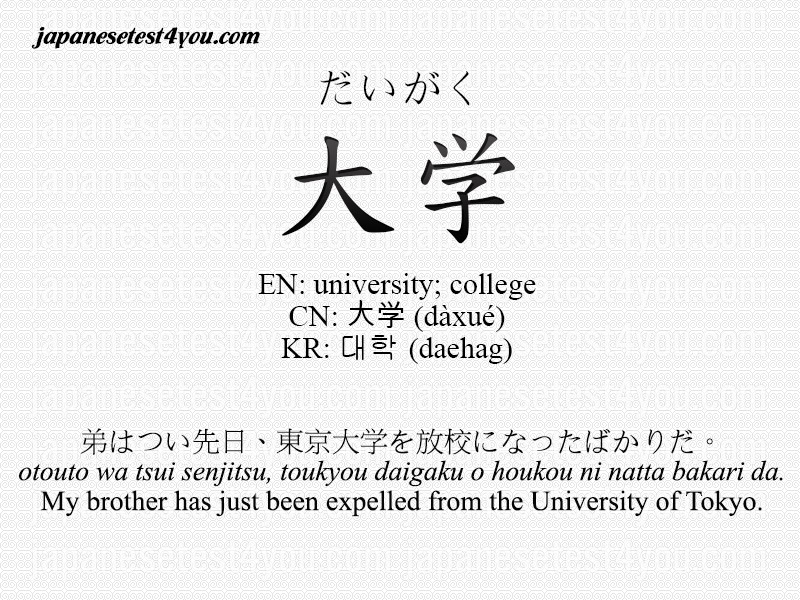 japanesetest4you.com
だいがく
大学
EN: university; college
CN: 大学 (dàxué)
KR: 대학 (daehag)
弟はつい先日、東京大学を放校になったばかりだ。
otouto wa tsui senjitsu, toukyou daigaku o houkou ni natta bakari da.
My brother has just been expelled from the University of Tokyo.